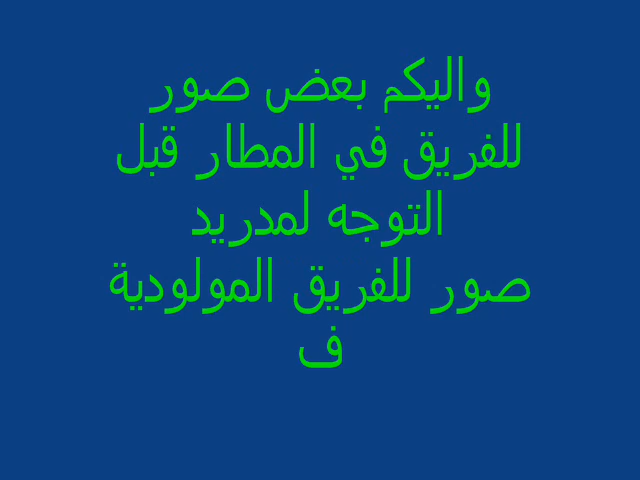 واليكم بعض صور
للفريق في المطار قبل
التوجه لمدريد
صور للفريق المولودية
ف